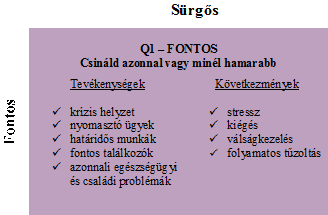 Sürgős
Fontos
Q1 – FONTOS
Csináld azonnal vagy minél hamarabb
Tevékenységek
✓ krízis helyzet
✓ nyomasztó ügyek
✓ határidős munkák
✓ fontos találkozók
✓ azonnali egészségügyi
és családi problémák
Következmények
✓ stressz
✓ kiégés
✓ válságkezelés
✓ folyamatos tűzoltás